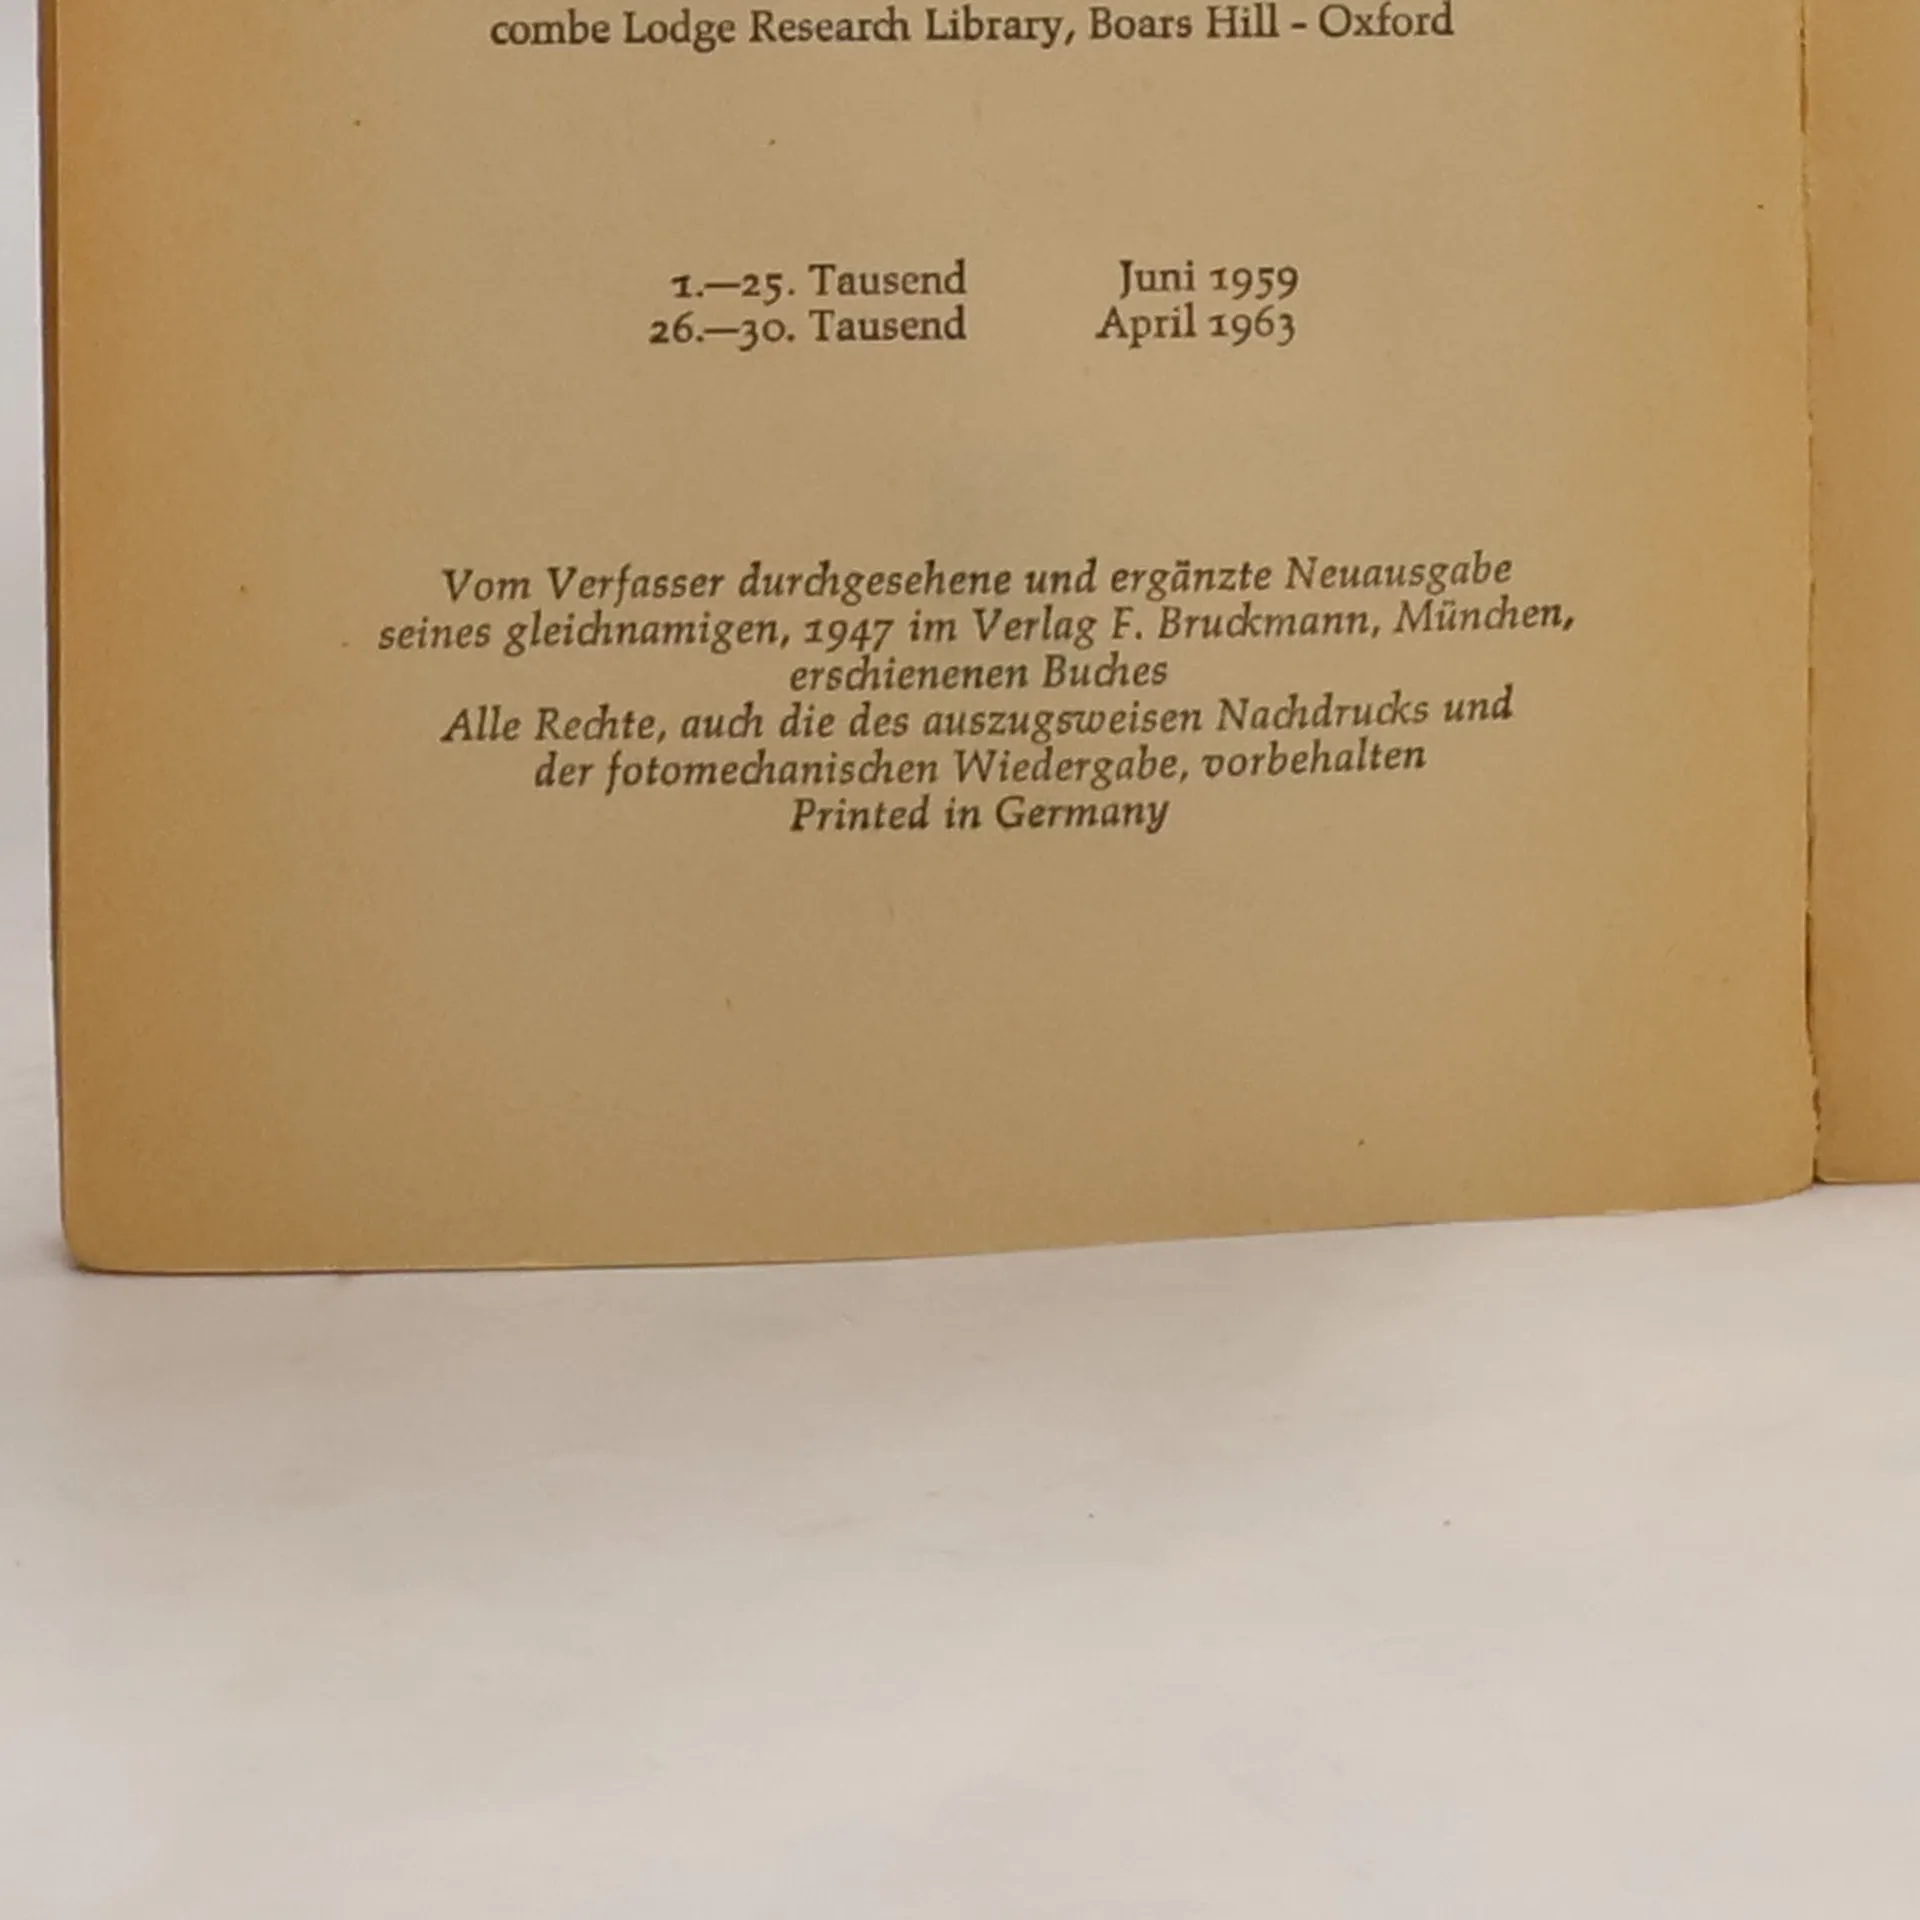 combe Lodge Research Library, Boars Hill - Oxford
1.—25. Tausend Juni 1959
26.—30. Tausend April 1963
Vom Verfasser durchgesehene und ergänzte Neuausgabe
seines gleichnamigen, 1947 im Verlag F. Bruckmann, München,
erschienenen Buches
Alle Rechte, auch die des auszugsweisen Nachdrucks und
der fotomechanischen Wiedergabe, vorbehalten
Printed in Germany